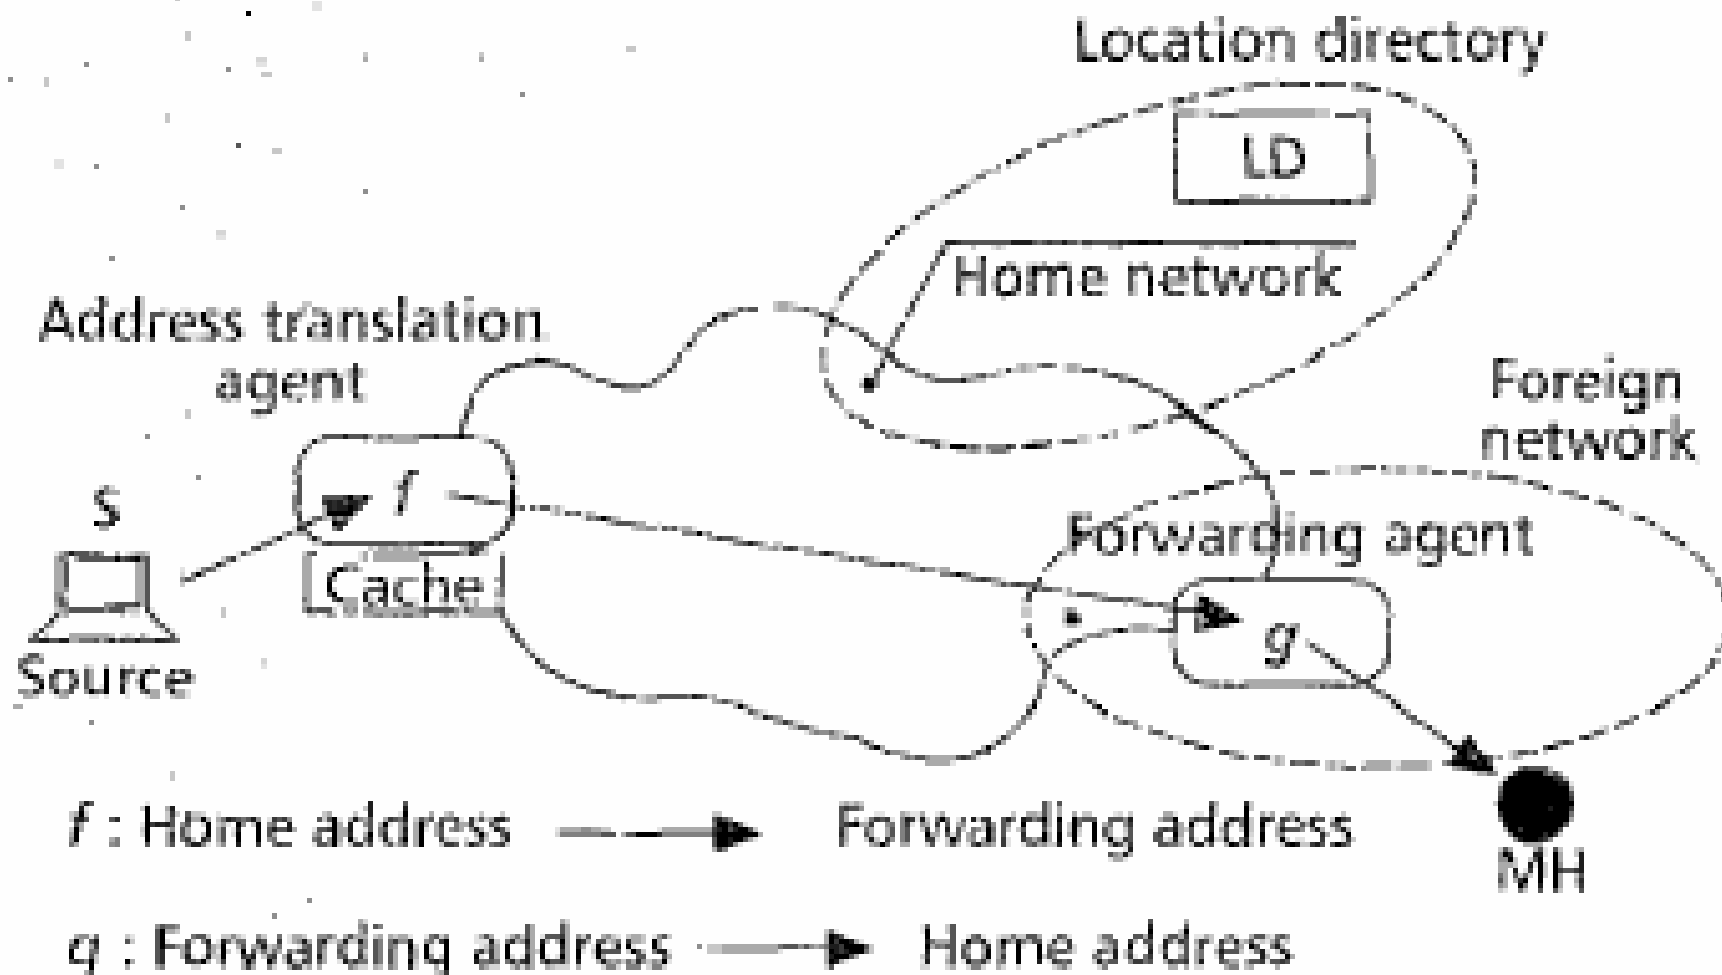 Location directory
LD
Home network
Address translation
agent
Foreign
network
S
f
Forwarding agent
Cache
g
Source
f : Home address
Forwarding address
MH
g : Forwarding address
Home address